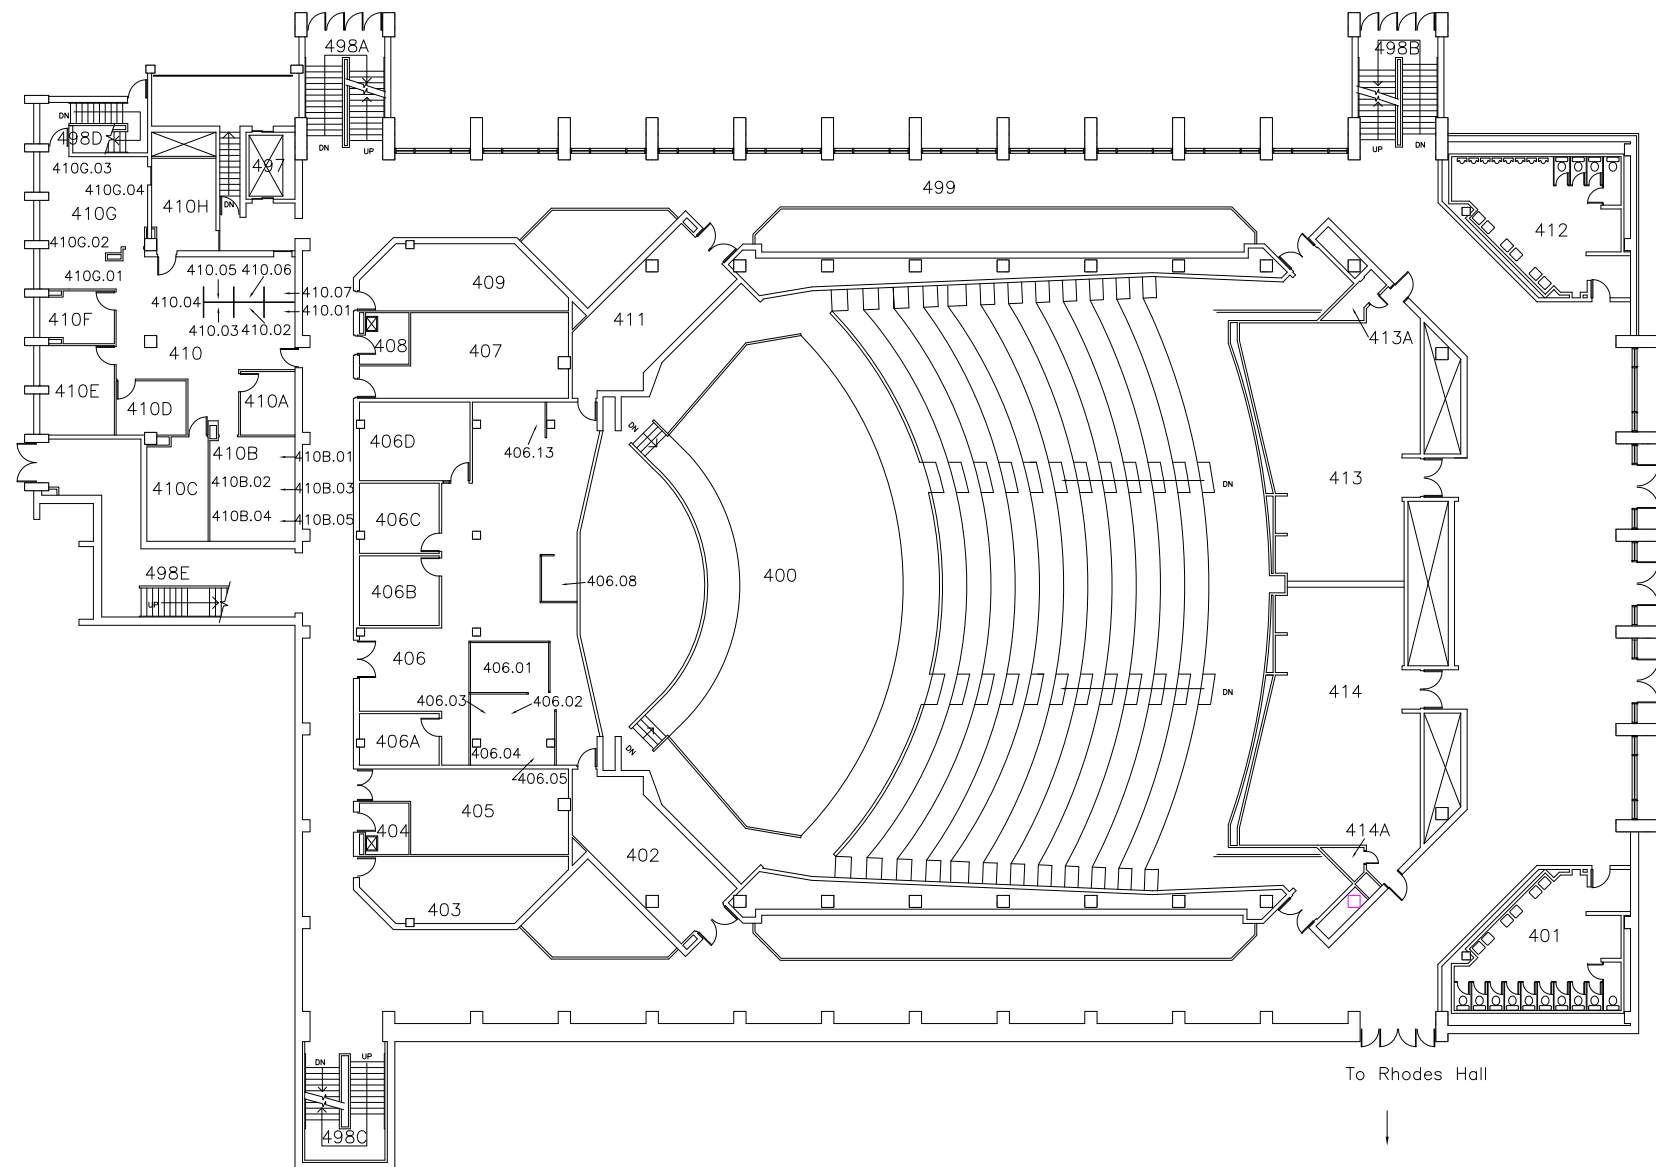 498A
498B
DN
498D
DN
UP
UP
DN
497
410G.03
410G.04
499
410G
410H
DN
412
410G.02
410G.01
410.05
410.06
409
410.04
410.07
410.01
410F
410.03
410.02
411
413A
410
408
407
410E
410D
410A
406D
DN
406.13
410B
410B.01
410C
410B.02
410B.03
413
DN
410B.04
410B.05
406C
498E
406.08
400
UP
406B
406
406.01
406.03
406.02
414
DN
406A
406.04
DN
406.05
405
404
414A
402
403
401
DN
UP
To Rhodes Hall
498C